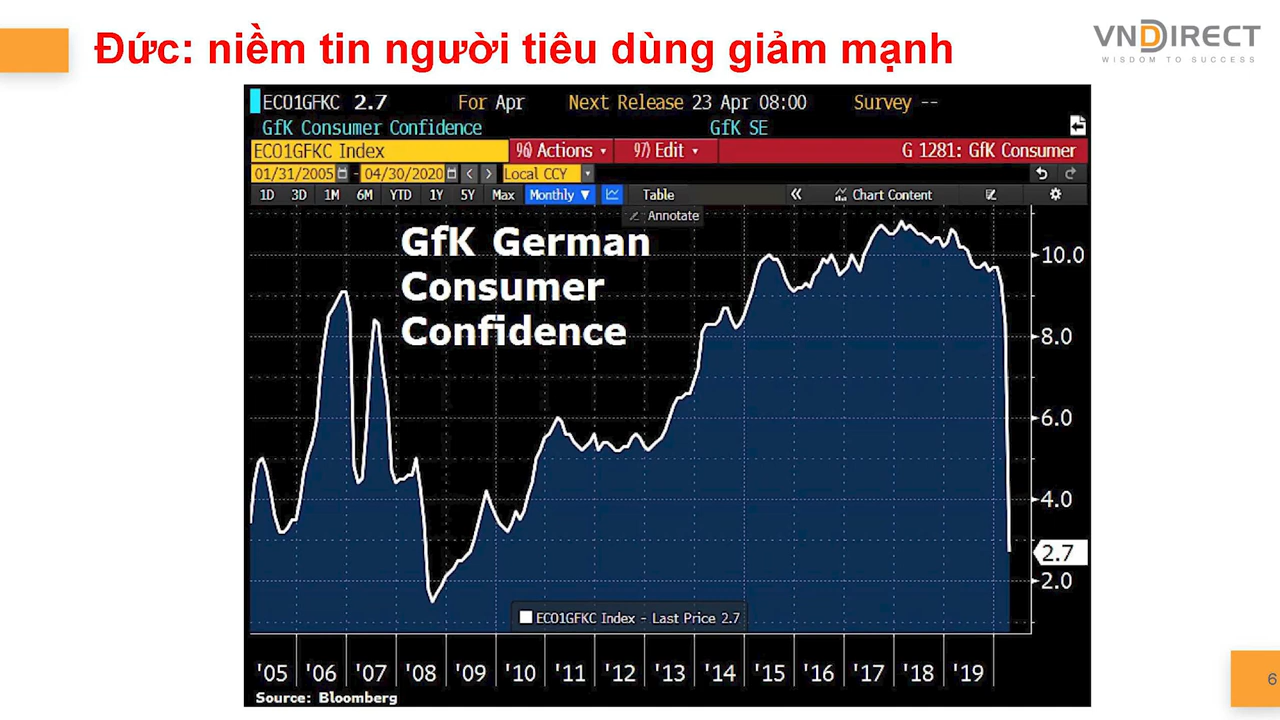 Đức: niềm tin người tiêu dùng giảm mạnh
VNDIRECT
WISDOM TO SUCCESS
ECO1GFKC 2.7 For Apr Next Release 23 Apr 08:00 Survey --
GfK Consumer Confidence GfK SE
ECO1GFKC Index 96) Actions 97) Edit G 1281: GfK Consumer
01/31/2005 - 04/30/2020 < > Local CCY
1D 3D 1M 6M YTD 1Y 5Y Max Monthly ▼ Table « Chart Content
Annotate
GfK German
Consumer
Confidence
10.0
8.0
6.0
4.0
2.7
2.0
ECO1GFKC Index - Last Price 2.7
'05 '06 '07 '08 '09 '10 '11 '12 '13 '14 '15 '16 '17 '18 '19
Source: Bloomberg
6